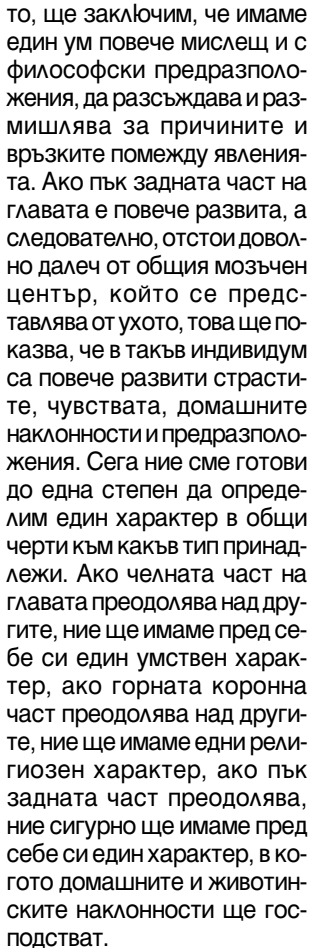 то, ще заключим, че имаме
един ум повече мислещ и с
философски предразполо-
жения, да разсъждава и раз-
мишлява за причините и
връзките помежду явления-
та. Ако пък задната част на
главата е повече развита, а
следователно, отстои довол-
но далеч от общия мозъчен
център, който се предс-
тавлява от ухото, това ще по-
казва, че в такъв индивидум
са повече развити страсти-
те, чувствата, домашните
наклонности и предразполо-
жения. Сега ние сме готови
до една степен да опреде-
лим един характер в общи
черти към какъв тип принад-
лежи. Ако челната част на
главата преодолява над дру-
гите, ние ще имаме пред се-
бе си един умствен харак-
тер, ако горната коронна
част преодолява над други-
те, ние ще имаме едни рели-
гиозен характер, ако пък
задната част преодолява,
ние сигурно ще имаме пред
себе си един характер, в ко-
гото домашните и животин-
ските наклонности ще гос-
подстват.